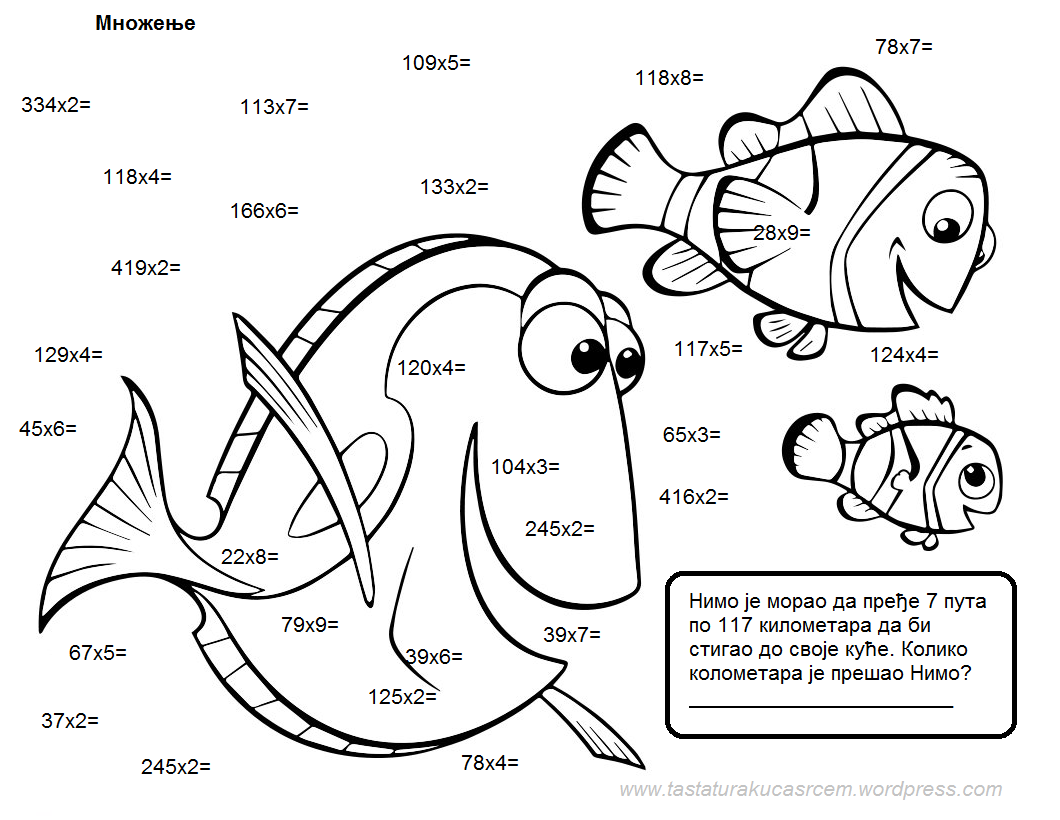 Множење
78x7=
109x5=
118x8=
334x2=
113x7=
118x4=
133x2=
166x6=
28x9=
419x2=
117x5=
129x4=
124x4=
120x4=
45x6=
65x3=
104x3=
416x2=
245x2=
22x8=
79x9=
39x7=
67x5=
39x6=
125x2=
37x2=
245x2=
78x4=
Нимо је морао да пређе 7 пута
по 117 километара да би
стигао до своје куће. Колико
колометара је прешао Нимо?
www.tastaturakucasrcem.wordpress.com